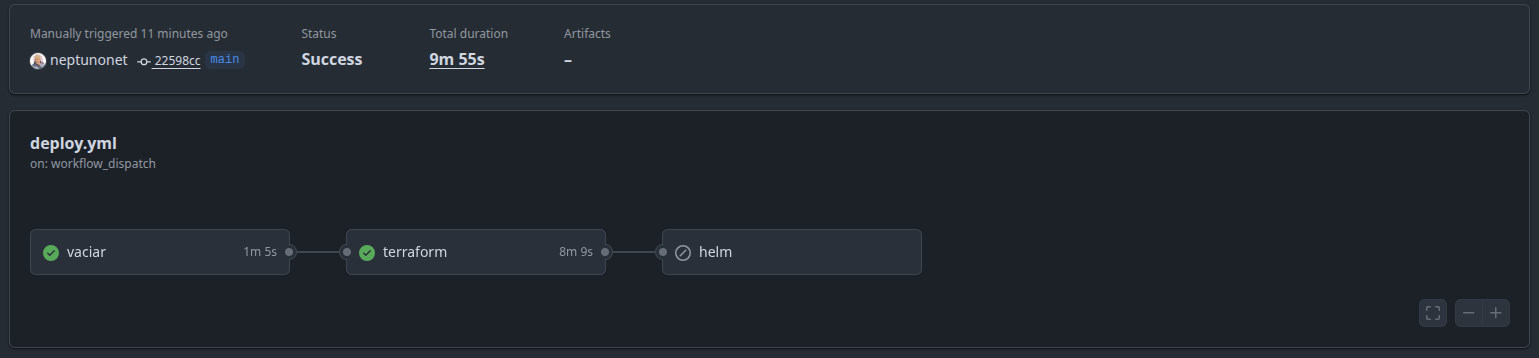 Manually triggered 11 minutes ago
Status
Total duration
Artifacts
neptunonet 22598cc main
Success
9m 55s
–
deploy.yml
on: workflow_dispatch
vaciar 1m 5s
terraform 8m 9s
helm